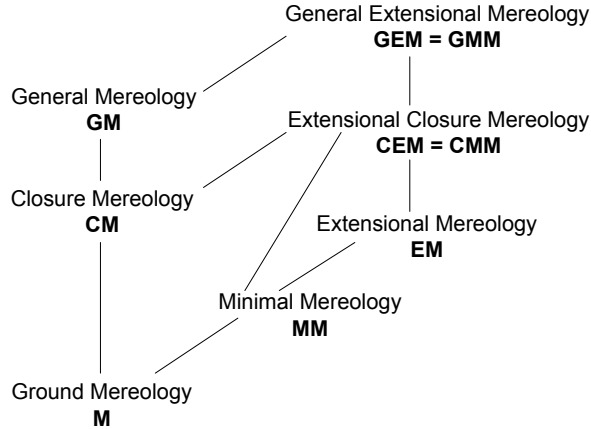 General Extensional Mereology
GEM = GMM
General Mereology
GM
Extensional Closure Mereology
CEM = CMM
Closure Mereology
CM
Extensional Mereology
EM
Minimal Mereology
MM
Ground Mereology
M